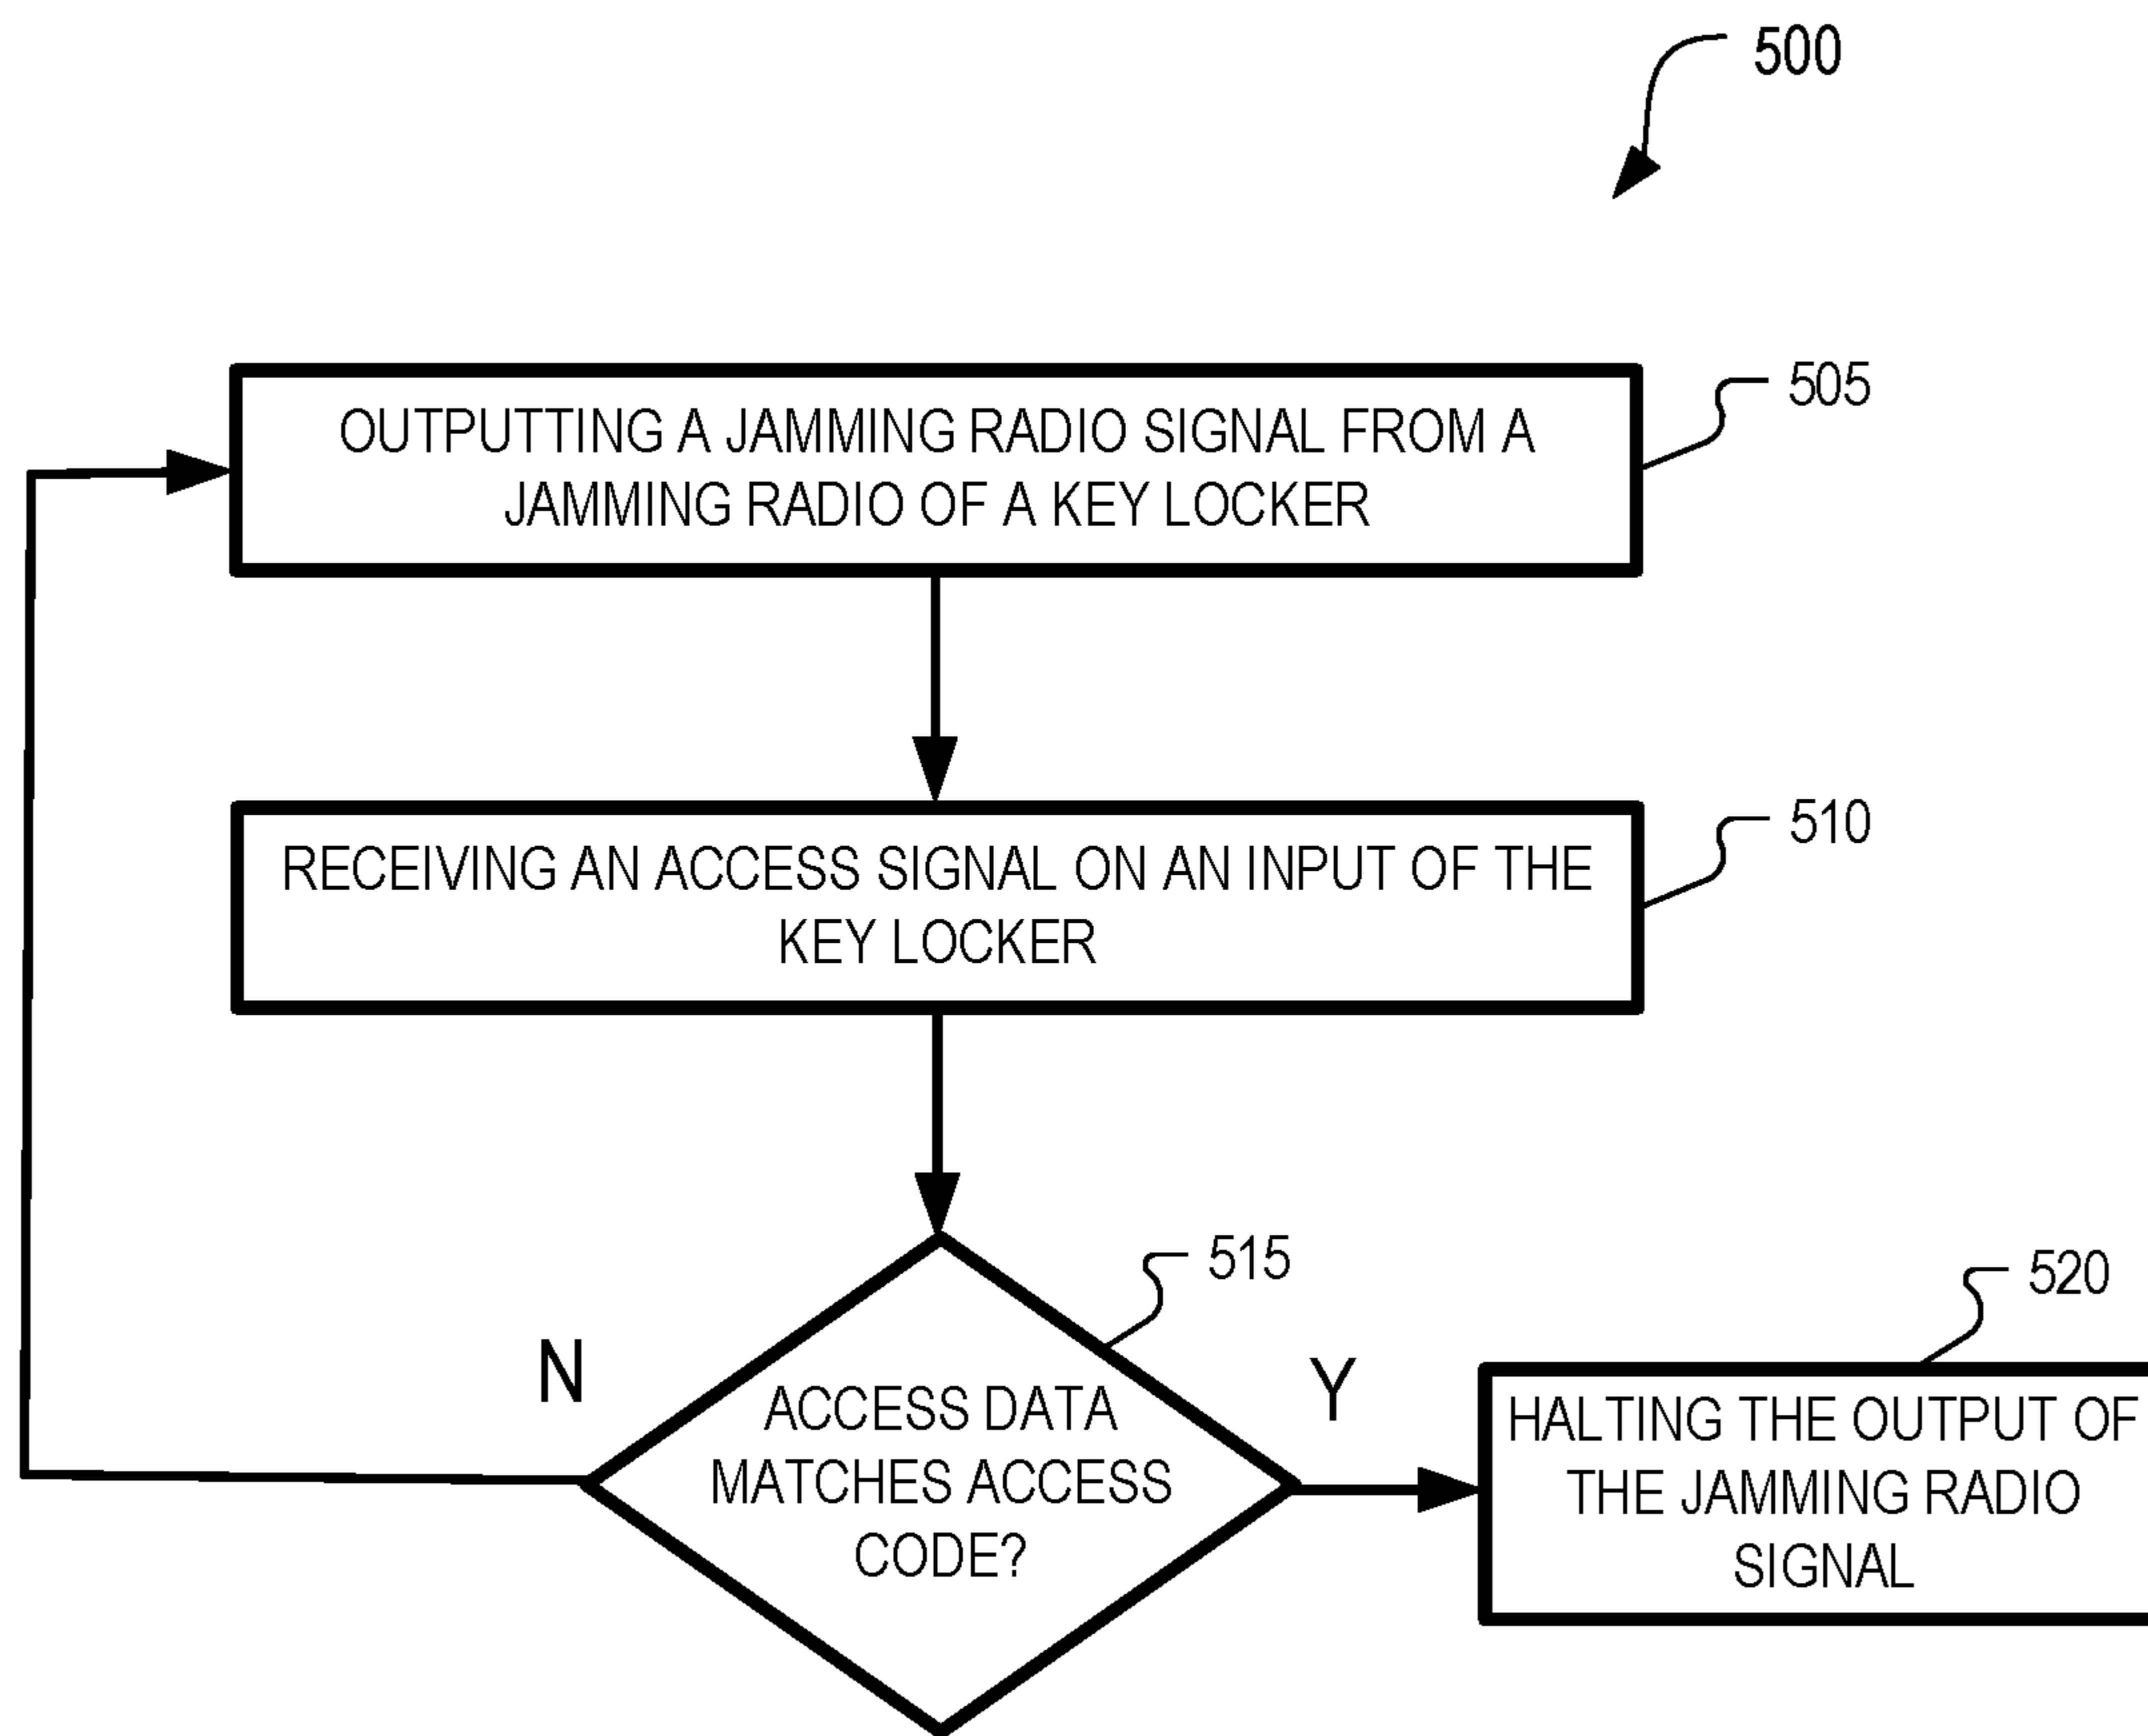 500
OUTPUTTING A JAMMING RADIO SIGNAL FROM A
JAMMING RADIO OF A KEY LOCKER
505
RECEIVING AN ACCESS SIGNAL ON AN INPUT OF THE
KEY LOCKER
510
515
N
ACCESS DATA
MATCHES ACCESS
CODE?
Y
520
HALTING THE OUTPUT OF
THE JAMMING RADIO
SIGNAL